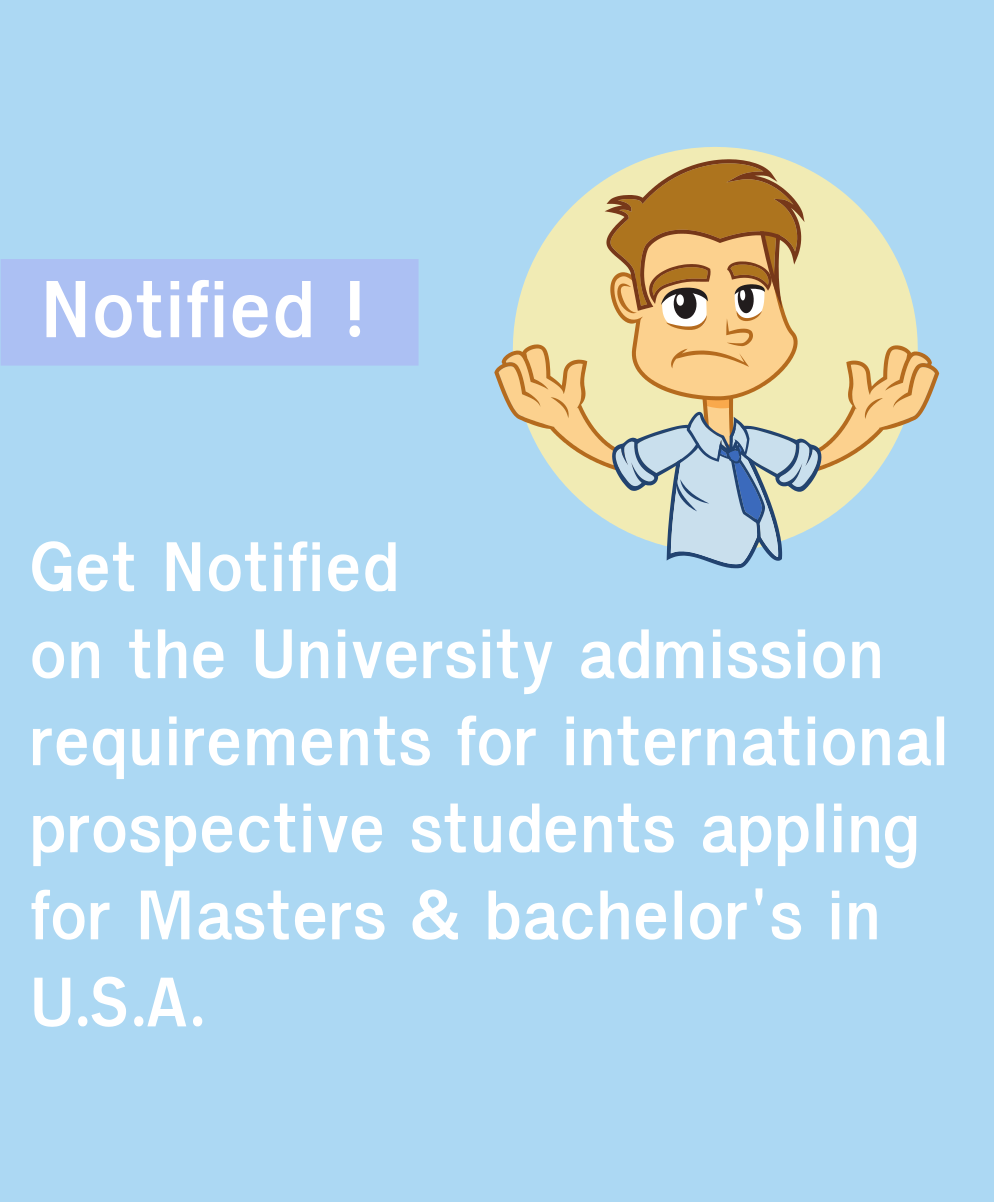 Notified !
Get Notified
on the University admission
requirements for international
prospective students appling
for Masters & bachelor's in
U.S.A.